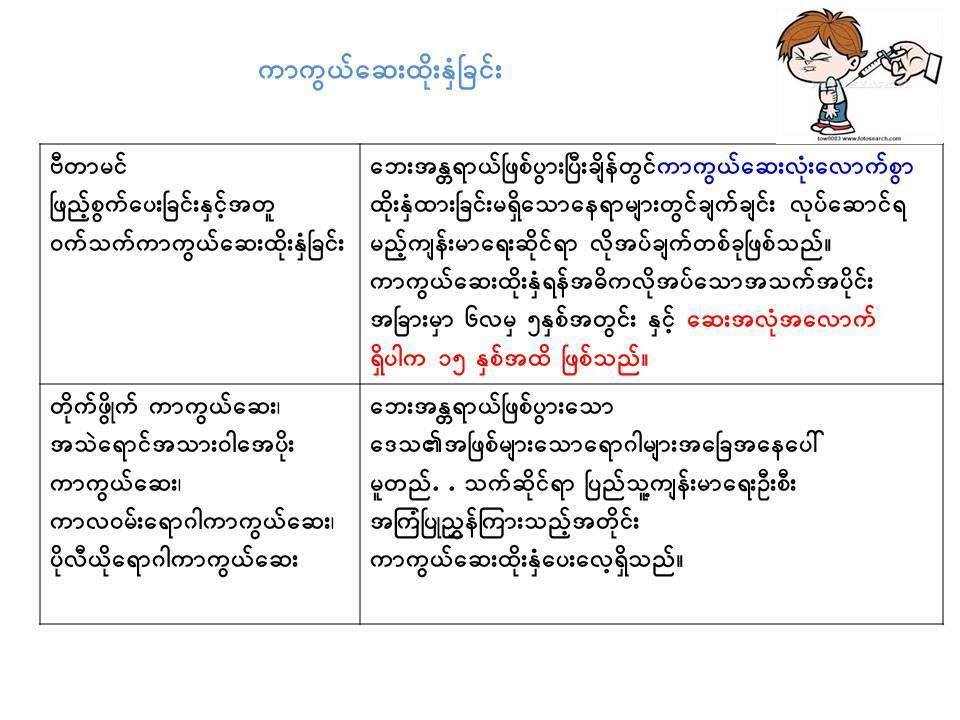 ကာကွယ်ဆေးထိုးနှံခြင်း
tow0083 www.fotosearch.com
ဗီတာမင်
ဖြည့်စွက်ပေးခြင်းနှင့်အတူ
ဝက်သက်ကာကွယ်ဆေးထိုးနှံခြင်း
ဘေးအန္တရာယ်ဖြစ်ပွားပြီးချိန်တွင်ကာကွယ်ဆေးလုံးလောက်စွာ
ထိုးနှံထားခြင်းမရှိသောနေရာများတွင်ချက်ချင်း လုပ်ဆောင်ရ
မည့်ကျန်းမာရေးဆိုင်ရာ လိုအပ်ချက်တစ်ခုဖြစ်သည်။
ကာကွယ်ဆေးထိုးနှံရန်အဓိကလိုအပ်သောအသက်အပိုင်း
အခြားမှာ ၆လမှ ၅နှစ်အတွင်း နှင့် ဆေးအလုံအလောက်
ရှိပါက ၁၅ နှစ်အထိ ဖြစ်သည်။
တိုက်ဖွိုက် ကာကွယ်ဆေး၊
အသဲရောင်အသားဝါအေပိုး
ကာကွယ်ဆေး၊
ကာလဝမ်းရောဂါကာကွယ်ဆေး၊
ပိုလီယိုရောဂါကာကွယ်ဆေး
ဘေးအန္တရာယ်ဖြစ်ပွားသော
ဒေသ၏အဖြစ်များသောရောဂါများအခြေအနေပေါ်
မူတည်. . သက်ဆိုင်ရာ ပြည်သူ့ကျန်းမာရေးဦးစီး
အကြံပြုညွှန်ကြားသည့်အတိုင်း
ကာကွယ်ဆေးထိုးနှံပေးလေ့ရှိသည်။